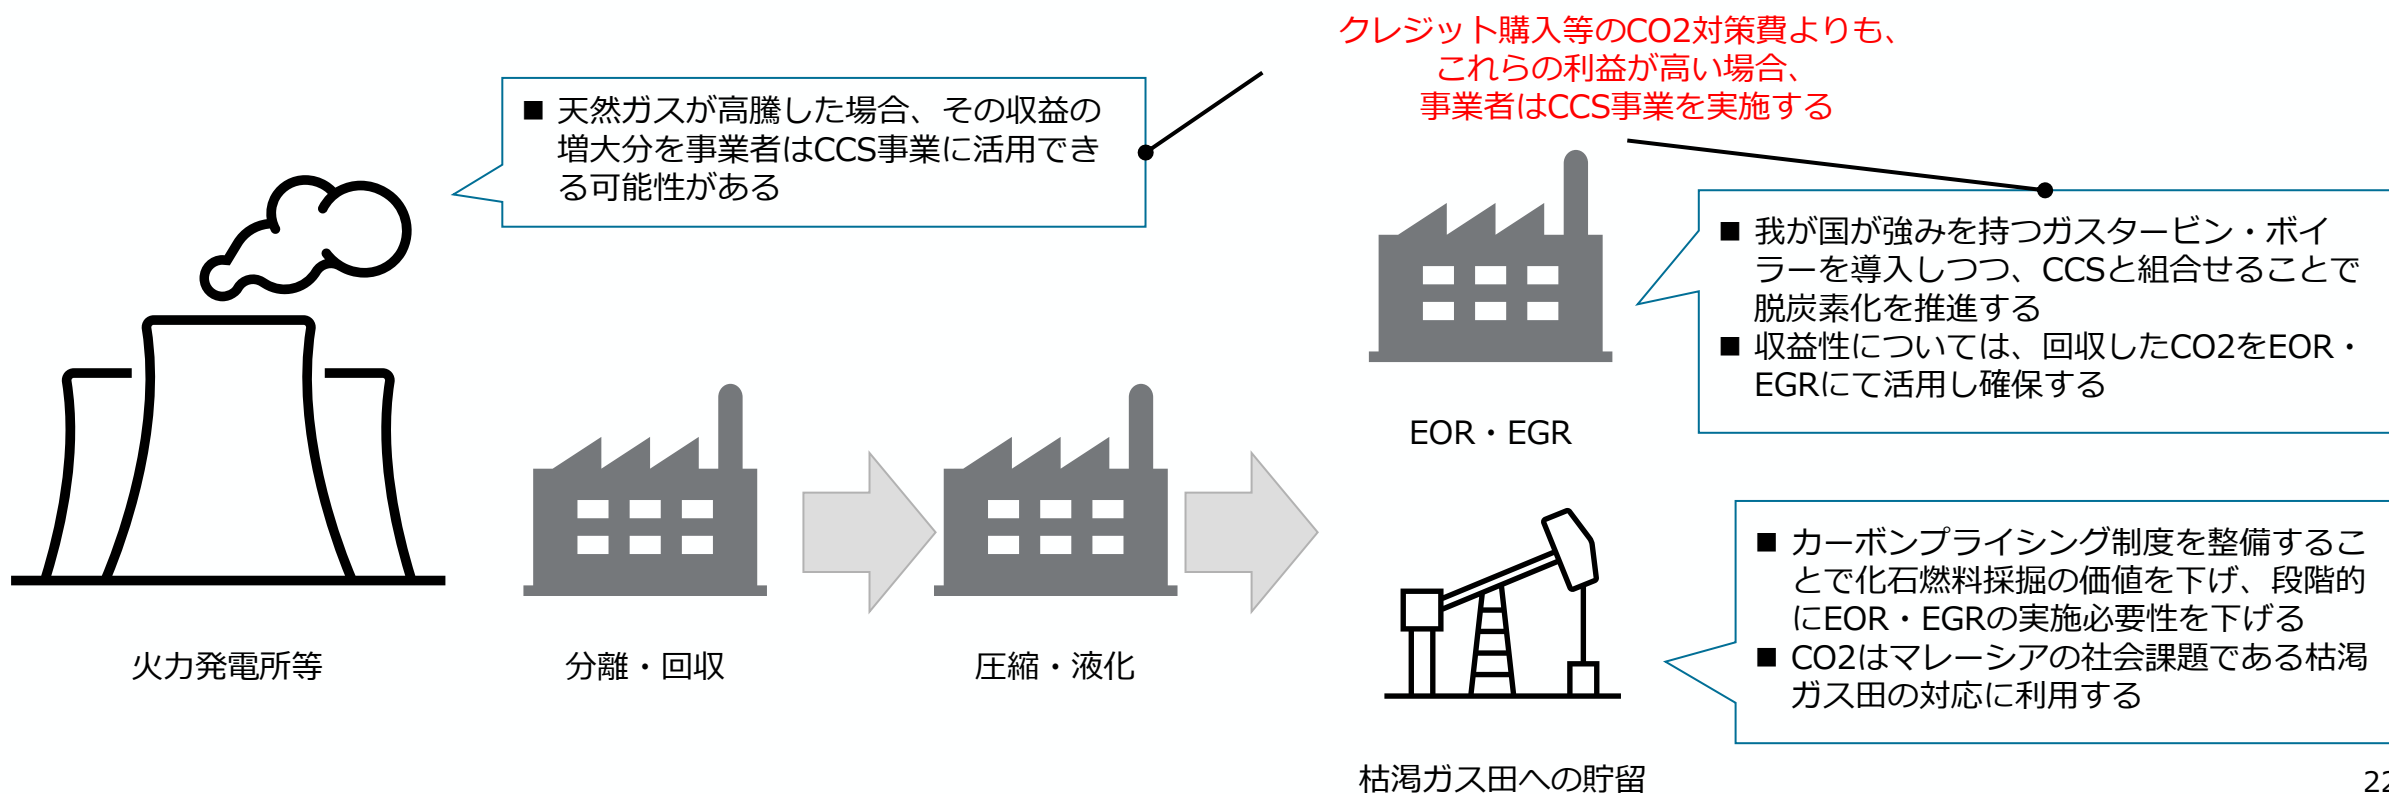 クレジット購入等のCO2対策費よりも、
これらの利益が高い場合、
事業者はCCS事業を実施する
■ 天然ガスが高騰した場合、その収益の
増大分を事業者はCCS事業に活用でき
る可能性がある
■ 我が国が強みを持つガスタービン・ボイ
ラーを導入しつつ、CCSと組合せることで
脱炭素化を推進する
■ 収益性については、回収したCO2をEOR・
EGRにて活用し確保する
EOR・EGR
■ カーボンプライシング制度を整備するこ
とで化石燃料採掘の価値を下げ、段階的
にEOR・EGRの実施必要性を下げる
■ CO2はマレーシアの社会課題である枯渇
ガス田の対応に利用する
火力発電所等
分離・回収
圧縮・液化
枯渇ガス田への貯留
22